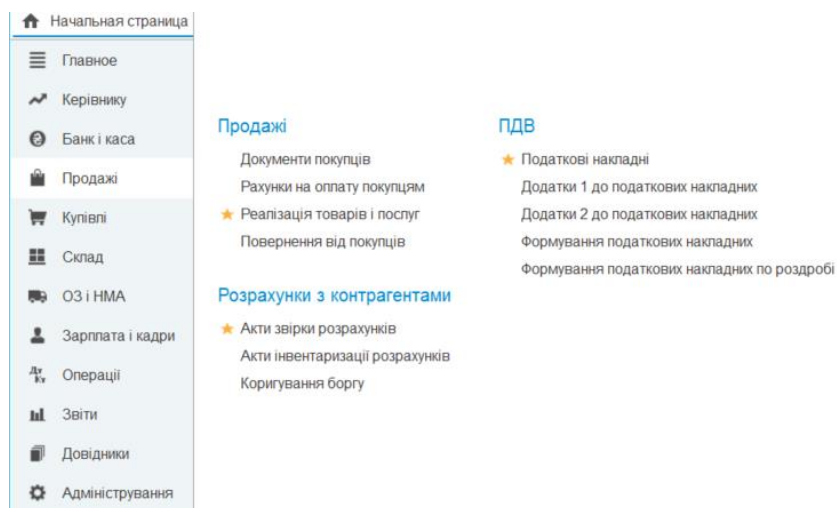 Начальная страница
Главное
Керівнику
Банк і каса
Продажі
Купівлі
Склад
ОЗ і НМА
Зарплата і кадри
Дт Кт Операції
Звіти
Довідники
Адміністрування
Продажі
Документи покупців
Рахунки на оплату покупцям
Реалізація товарів і послуг
Повернення від покупців
Розрахунки з контрагентами
Акти звірки розрахунків
Акти інвентаризації розрахунків
Коригування боргу
ПДВ
Податкові накладні
Додатки 1 до податкових накладних
Додатки 2 до податкових накладних
Формування податкових накладних
Формування податкових накладних по роздробі